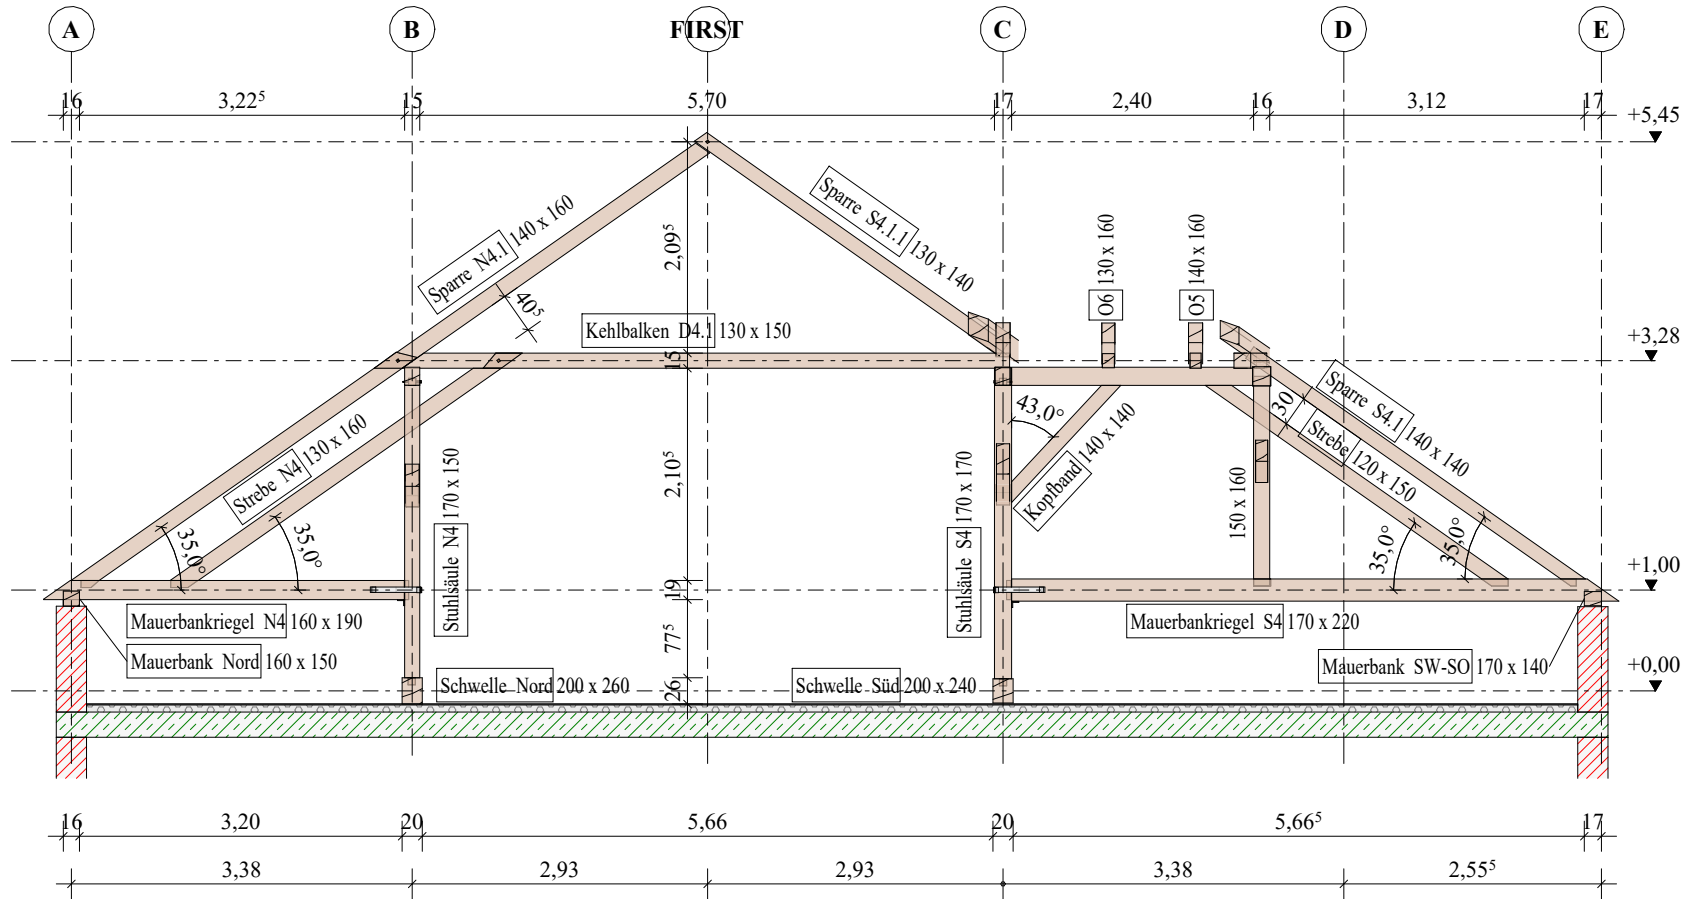 A B FIRST C D E
16 3,22⁵ 15 5,70 17 2,40 16 3,12 17
+5,45
Sparre N4.1 140 x 160
40⁵
2,09⁵
Sparre S4.1.1 130 x 140
O6 130 x 160
O5 140 x 160
Kehlbalken D4.1 130 x 150
15
+3,28
Strebe N4 130 x 160
35,0°
35,0°
Stuhlsäule N4 170 x 150
2,10⁵
Stuhlsäule S4 170 x 170
43,0°
Kopfband 140 x 140
150 x 160
30
Sparre S4.1 140 x 140
Strebe 120 x 150
35,0°
35,0°
+1,00
19
Mauerbankriegel N4 160 x 190
Mauerbankriegel S4 170 x 220
77⁵
Mauerbank Nord 160 x 150
Mauerbank SW-SO 170 x 140
+0,00
Schwelle Nord 200 x 260
26
Schwelle Süd 200 x 240
16 3,20 20 5,66 20 5,66⁵ 17
3,38 2,93 2,93 3,38 2,55⁵